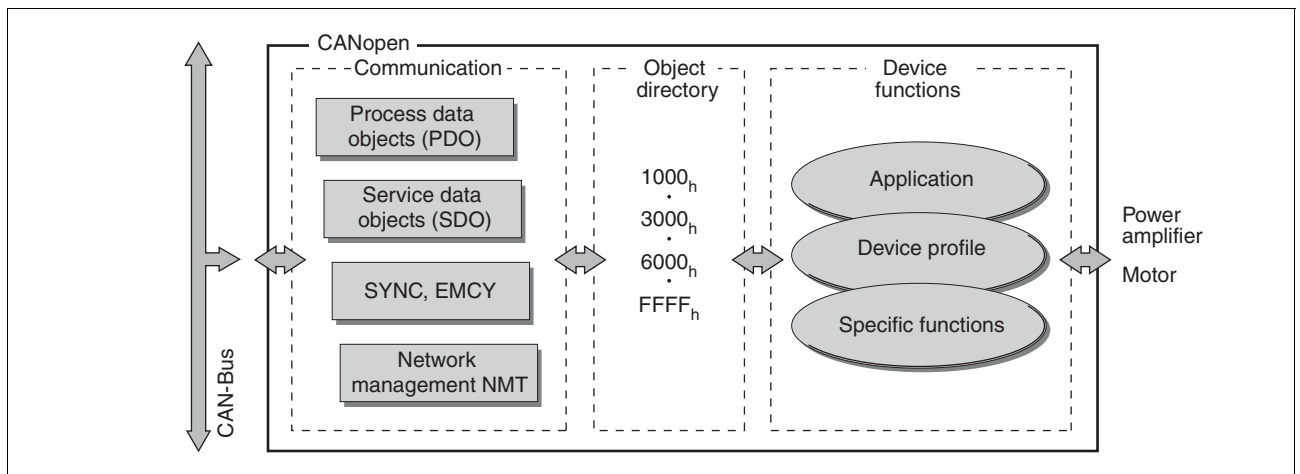 CANopen
Communication
Process data
objects (PDO)
Service data
objects (SDO)
SYNC, EMCY
Network
management NMT
Object
directory
1000h
3000h
6000h
FFFFh
Device
functions
Application
Device profile
Specific functions
Power
amplifier
Motor
CAN-Bus